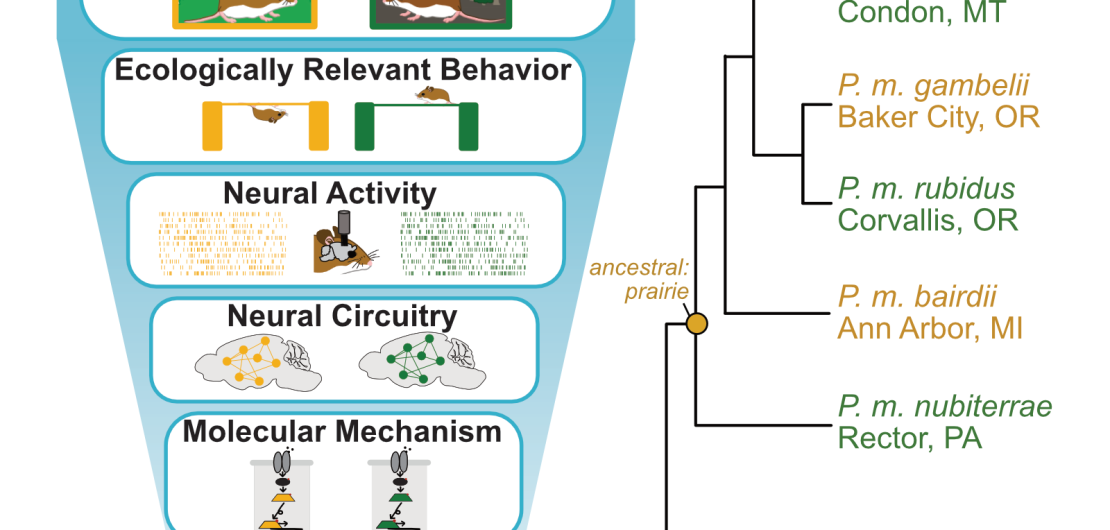 Ecologically Relevant Behavior
Neural Activity
Neural Circuitry
Molecular Mechanism
Condon, MT
P. m. gambelii
Baker City, OR
P. m. rubidus
Corvallis, OR
ancestral:
prairie
P. m. bairdii
Ann Arbor, MI
P. m. nubiterrae
Rector, PA